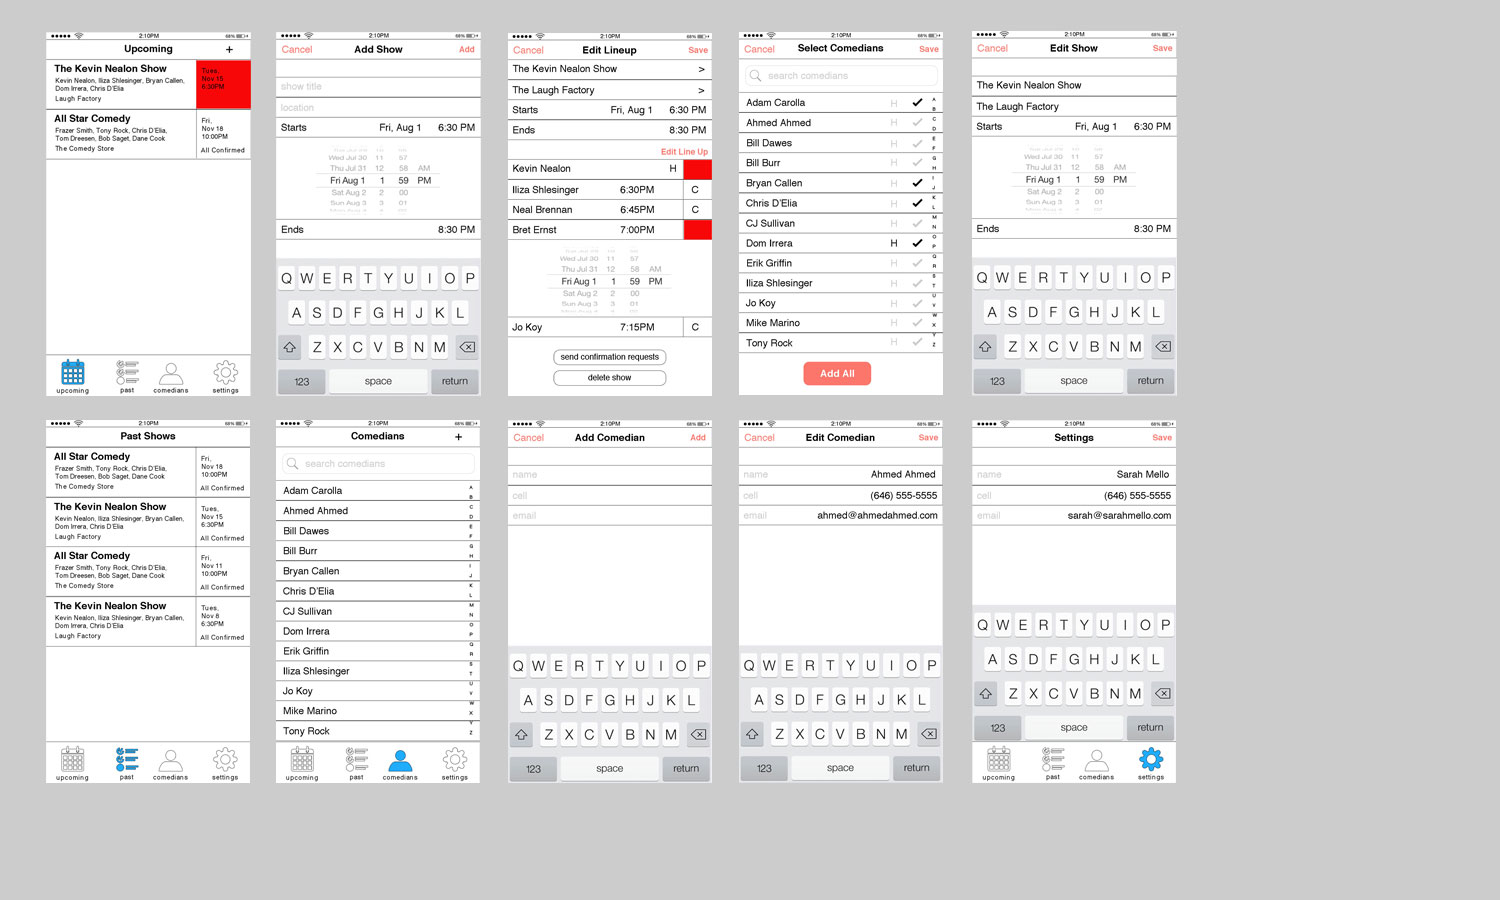 2:10PM 68%
Upcoming +
The Kevin Nealon Show
Kevin Nealon, Iliza Shlesinger, Bryan Callen,
Dom Irrera, Chris D'Elia
Laugh Factory
Tues,
Nov 15
6:30PM
All Star Comedy
Frazer Smith, Tony Rock, Chris D'Elia,
Tom Dreesen, Bob Saget, Dane Cook
The Comedy Store
Fri,
Nov 18
10:00PM
All Confirmed
upcoming past comedians settings
2:10PM 68%
Cancel Add Show Add
show title
location
Starts Fri, Aug 1 6:30 PM
Wed Jul 30 11 57
Thu Jul 31 12 58 AM
Fri Aug 1 1 59 PM
Sat Aug 2 2 00
Sun Aug 3 3 01
Ends 8:30 PM
Q W E R T Y U I O P
A S D F G H J K L
Z X C V B N M
123 space return
2:10PM 68%
Cancel Edit Lineup Save
The Kevin Nealon Show >
The Laugh Factory >
Starts Fri, Aug 1 6:30 PM
Ends 8:30 PM
Edit Line Up
Kevin Nealon H
Iliza Shlesinger 6:30PM C
Neal Brennan 6:45PM C
Bret Ernst 7:00PM
Wed Jul 30 11 57
Thu Jul 31 12 58 AM
Fri Aug 1 1 59 PM
Sat Aug 2 2 00
Sun Aug 3 3 01
Jo Koy 7:15PM C
send confirmation requests
delete show
2:10PM 68%
Cancel Select Comedians Save
search comedians
Adam Carolla H
Ahmed Ahmed H
Bill Dawes H
Bill Burr H
Bryan Callen H
Chris D'Elia H
CJ Sullivan H
Dom Irrera H
Erik Griffin H
Iliza Shlesinger H
Jo Koy H
Mike Marino H
Tony Rock H
A
B
C
D
E
F
G
H
I
J
K
L
M
N
O
P
Q
R
S
T
U
V
W
X
Y
Z
Add All
2:10PM 68%
Cancel Edit Show Save
The Kevin Nealon Show
The Laugh Factory
Starts Fri, Aug 1 6:30 PM
Wed Jul 30 11 57
Thu Jul 31 12 58 AM
Fri Aug 1 1 59 PM
Sat Aug 2 2 00
Sun Aug 3 3 01
Ends 8:30 PM
Q W E R T Y U I O P
A S D F G H J K L
Z X C V B N M
123 space return
2:10PM 68%
Past Shows
All Star Comedy
Frazer Smith, Tony Rock, Chris D'Elia,
Tom Dreesen, Bob Saget, Dane Cook
The Comedy Store
Fri,
Nov 18
10:00PM
All Confirmed
The Kevin Nealon Show
Kevin Nealon, Iliza Shlesinger, Bryan Callen,
Dom Irrera, Chris D'Elia
Laugh Factory
Tues,
Nov 15
6:30PM
All Confirmed
All Star Comedy
Frazer Smith, Tony Rock, Chris D'Elia,
Tom Dreesen, Bob Saget, Dane Cook
The Comedy Store
Fri,
Nov 11
10:00PM
All Confirmed
The Kevin Nealon Show
Kevin Nealon, Iliza Shlesinger, Bryan Callen,
Dom Irrera, Chris D'Elia
Laugh Factory
Tues,
Nov 8
6:30PM
All Confirmed
upcoming past comedians settings
2:10PM 68%
Comedians +
search comedians
Adam Carolla
Ahmed Ahmed
Bill Dawes
Bill Burr
Bryan Callen
Chris D'Elia
CJ Sullivan
Dom Irrera
Erik Griffin
Iliza Shlesinger
Jo Koy
Mike Marino
Tony Rock
A
B
C
D
E
F
G
H
I
J
K
L
M
N
O
P
Q
R
S
T
U
V
W
X
Y
Z
upcoming past comedians settings
2:10PM 68%
Cancel Add Comedian Add
name
cell
email
Q W E R T Y U I O P
A S D F G H J K L
Z X C V B N M
123 space return
2:10PM 68%
Cancel Edit Comedian Save
name Ahmed Ahmed
cell (646) 555-5555
email ahmed@ahmedahmed.com
Q W E R T Y U I O P
A S D F G H J K L
Z X C V B N M
123 space return
2:10PM 68%
Settings Save
name Sarah Mello
cell (646) 555-5555
email sarah@sarahmello.com
Q W E R T Y U I O P
A S D F G H J K L
Z X C V B N M
123 space return
upcoming past comedians settings